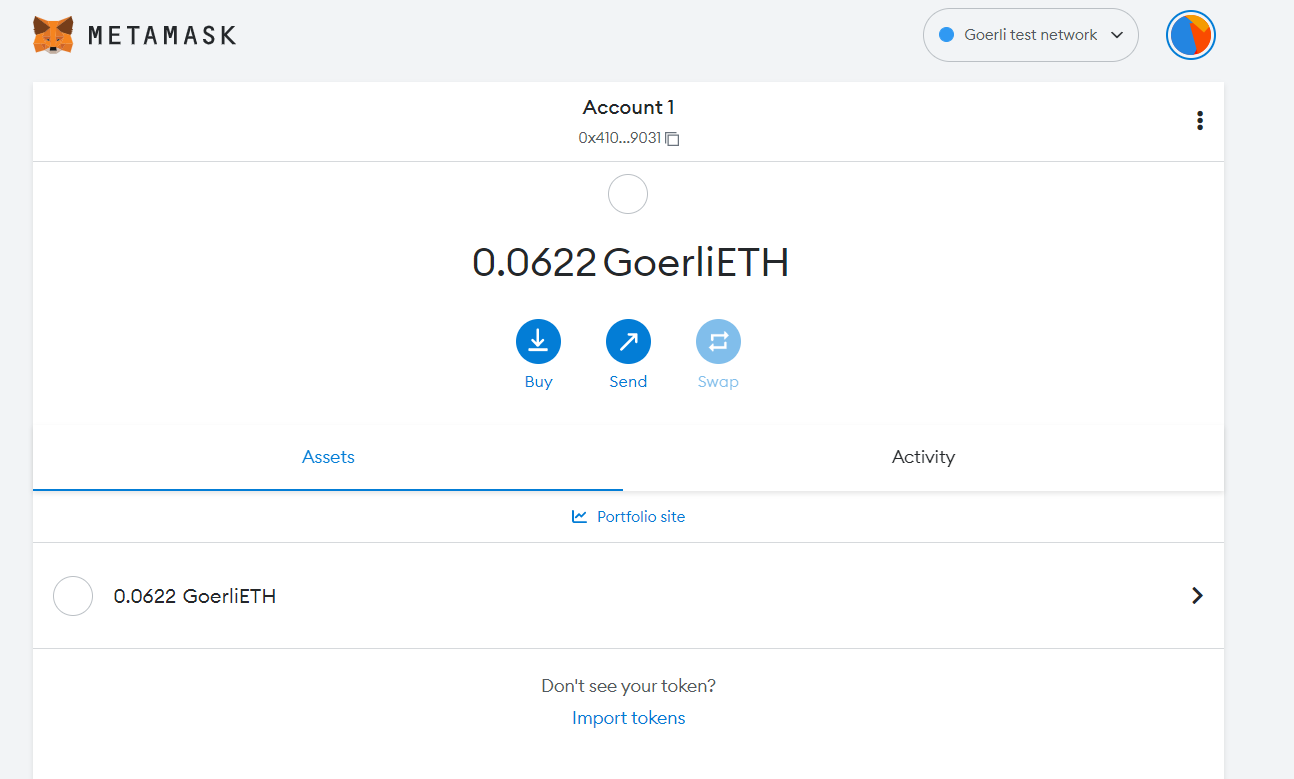 METAMASK
Goerli test network
Account 1
0x410...9031
0.0622 GoerliETH
Buy
Send
Swap
Assets
Activity
Portfolio site
0.0622 GoerliETH
Don't see your token?
Import tokens